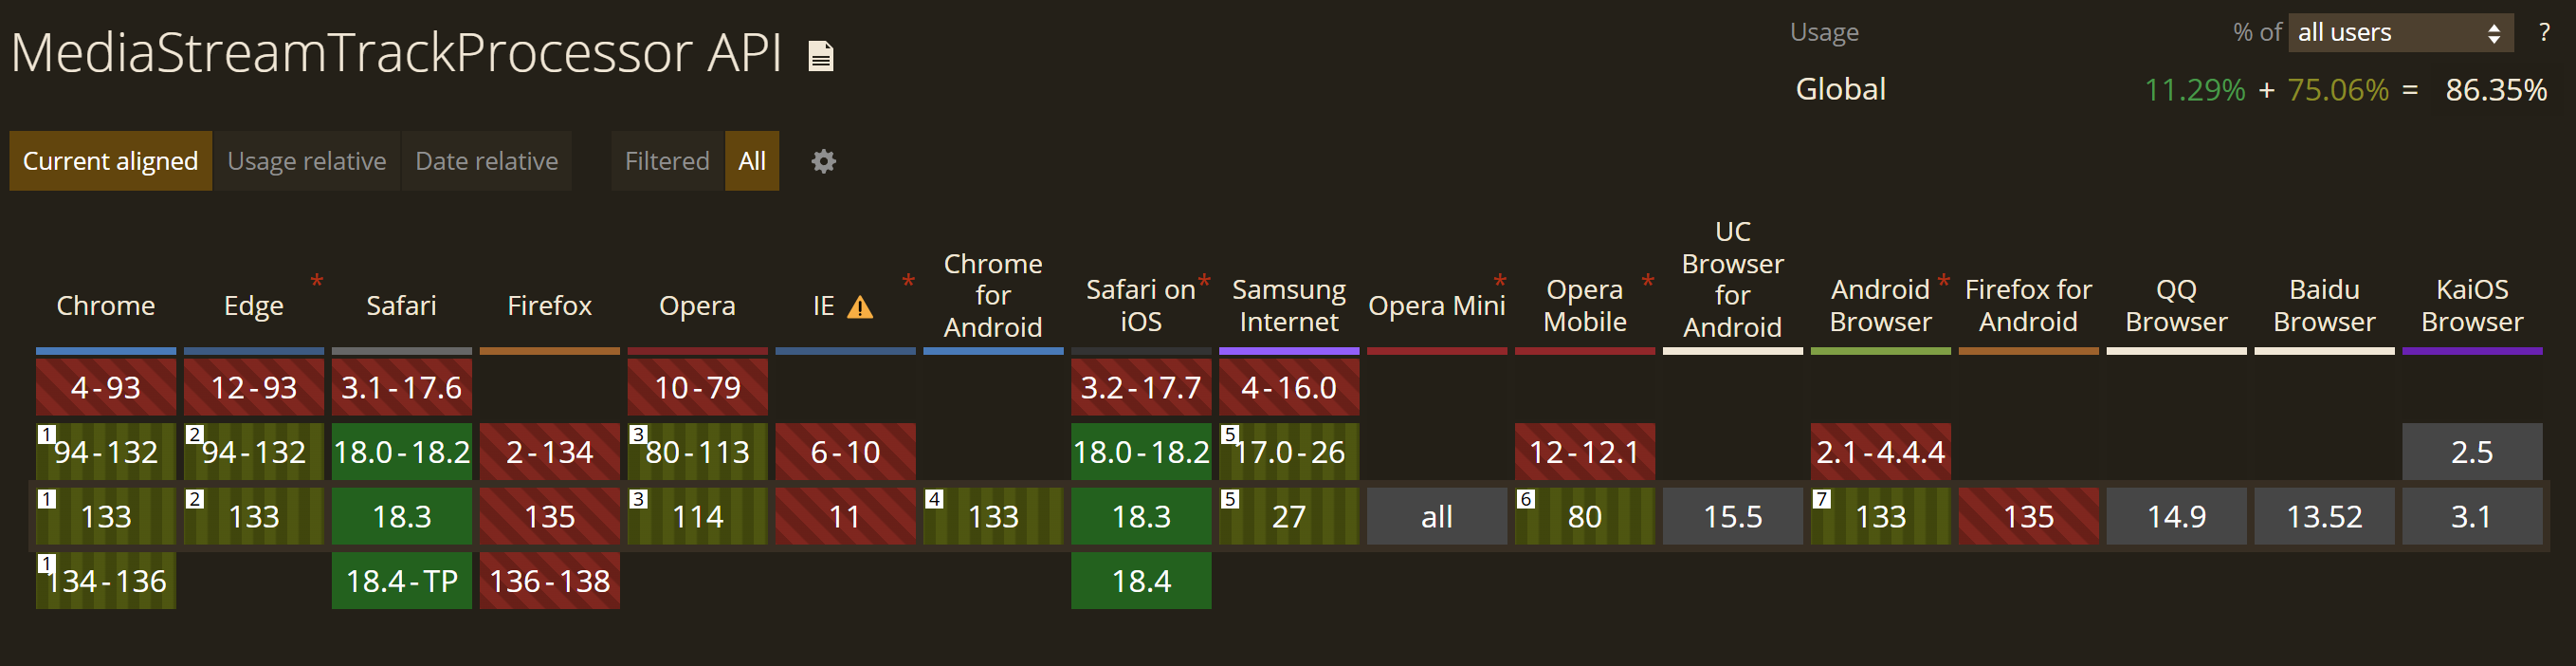 MediaStreamTrackProcessor API
Usage % of all users ?
Global 11.29% + 75.06% = 86.35%
Current aligned Usage relative Date relative Filtered All
Chrome Edge * Safari Firefox Opera IE * Chrome for Android Safari on iOS * Samsung Internet Opera Mini * Opera Mobile * UC Browser for Android Android Browser * Firefox for Android QQ Browser Baidu Browser KaiOS Browser
4-93 12-93 3.1-17.6 10-79 3.2-17.7 4-16.0
1 94-132 2 94-132 18.0-18.2 2-134 3 80-113 6-10 18.0-18.2 5 17.0-26 12-12.1 2.1-4.4.4 2.5
1 133 2 133 18.3 135 3 114 11 4 133 18.3 5 27 all 6 80 15.5 7 133 135 14.9 13.52 3.1
1 134-136 18.4-TP 136-138 18.4